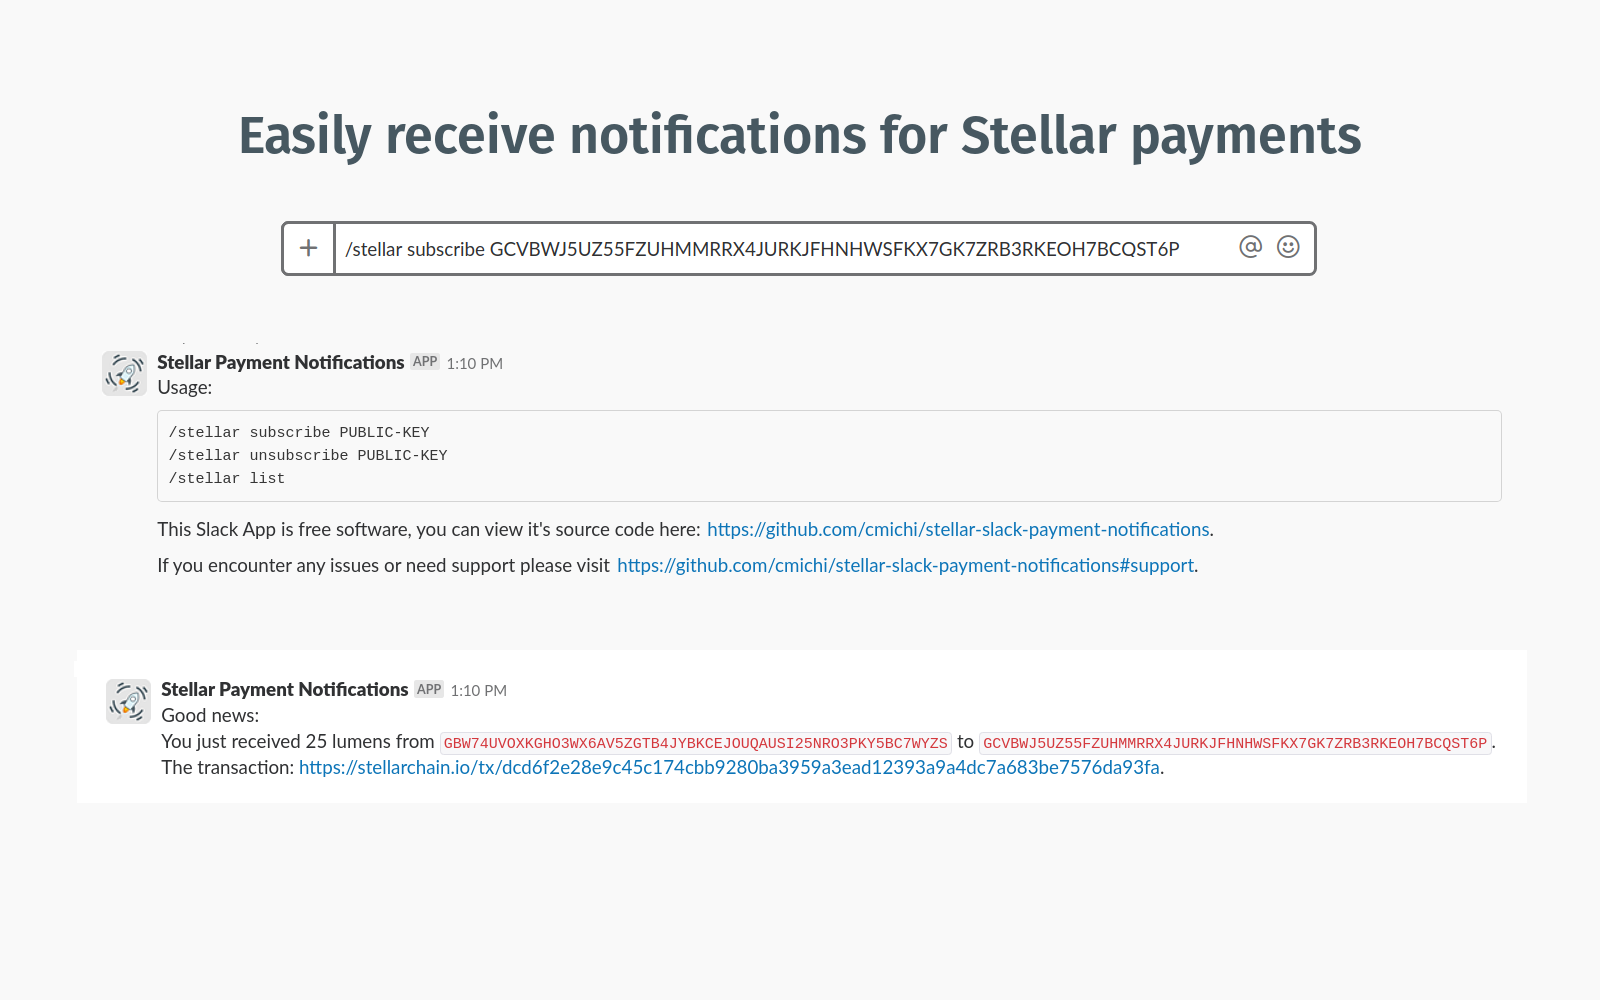 Easily receive notifications for Stellar payments
/stellar subscribe GCVBWJ5UZ55FZUHMMRRX4JURKJFHNHWSFKX7GK7ZRB3RKEOH7BCQST6P
Stellar Payment Notifications APP 1:10 PM
Usage:
/stellar subscribe PUBLIC-KEY
/stellar unsubscribe PUBLIC-KEY
/stellar list
This Slack App is free software, you can view it's source code here: https://github.com/cmichi/stellar-slack-payment-notifications.
If you encounter any issues or need support please visit https://github.com/cmichi/stellar-slack-payment-notifications#support.
Stellar Payment Notifications APP 1:10 PM
Good news:
You just received 25 lumens from GBW74UVOXKGHO3WX6AV5ZGTB4JYBKCEJOUQAUSI25NRO3PKY5BC7WYZS to GCVBWJ5UZ55FZUHMMRRX4JURKJFHNHWSFKX7GK7ZRB3RKEOH7BCQST6P.
The transaction: https://stellarchain.io/tx/dcd6f2e28e9c45c174cbb9280ba3959a3ead12393a9a4dc7a683be7576da93fa.